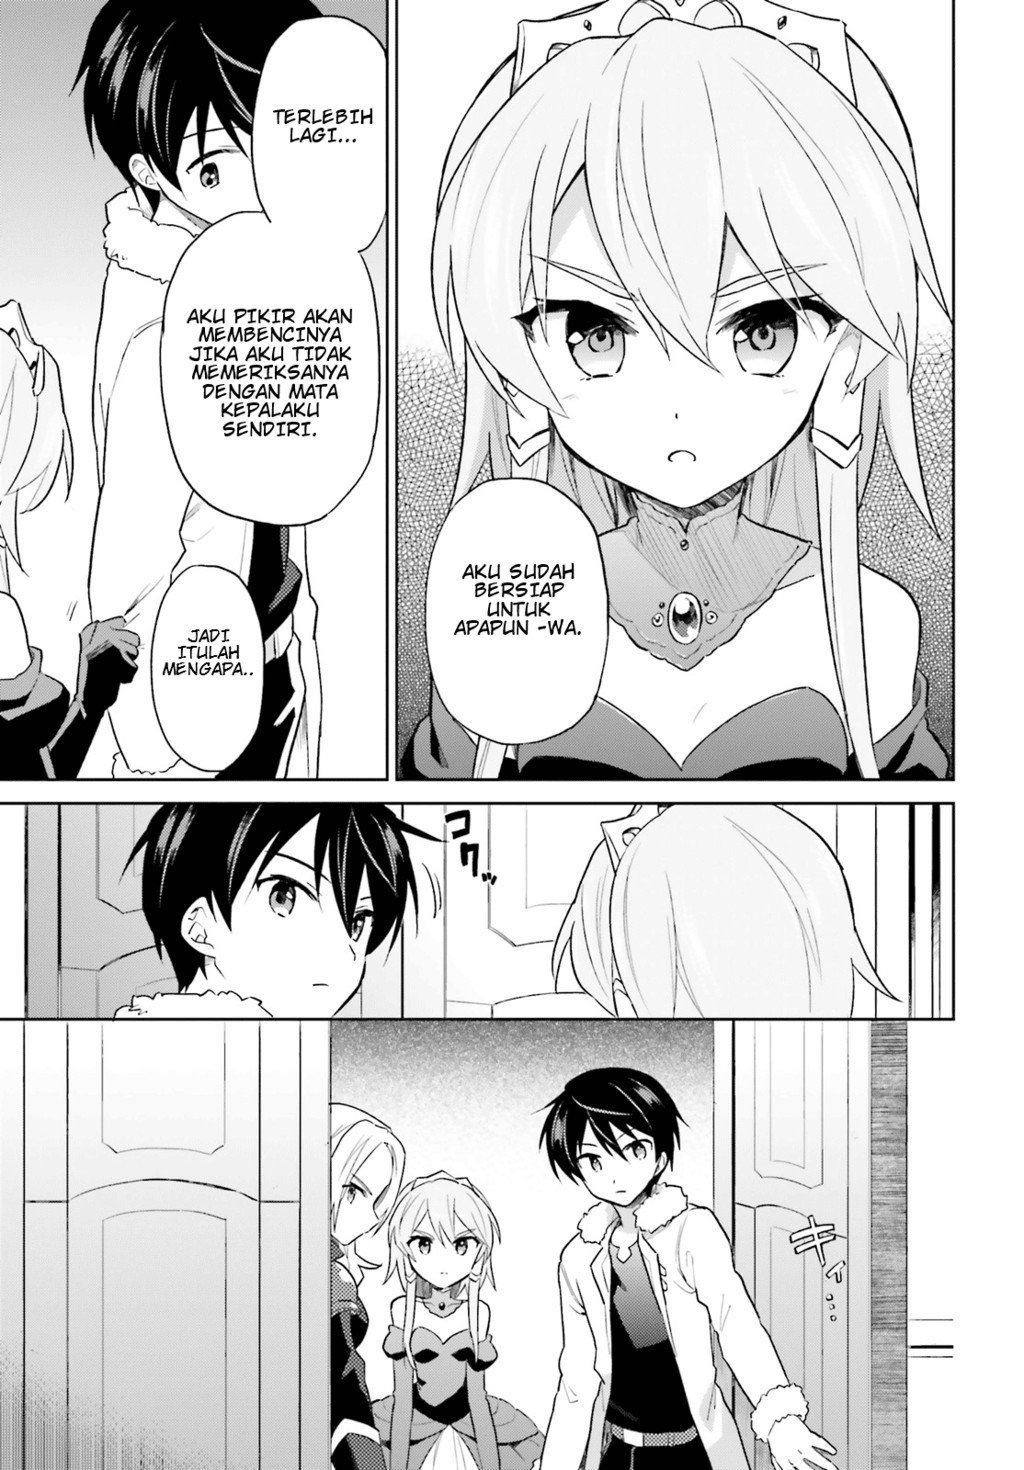 AKU SUDAH
BERSIAP
UNTUK
APAPUN -WA.
TERLEBIH
LAGI...
AKU PIKIR AKAN
MEMBENCINYA
JIKA AKU TIDAK
MEMERIKSANYA
DENGAN MATA
KEPALAKU
SENDIRI.
JADI
ITULAH
MENGAPA..
コクッ
キィ…